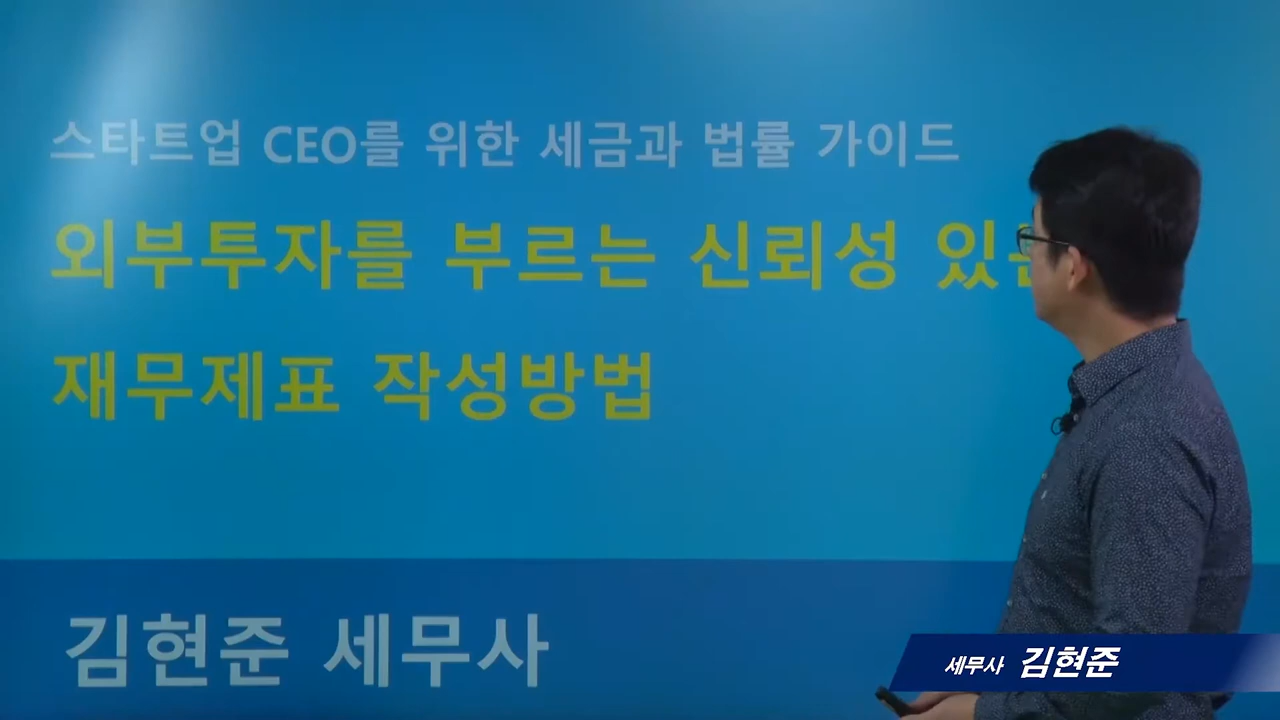 스타트업 CEO를 위한 세금과 법률 가이드
외부투자를 부르는 신뢰성 있는
재무제표 작성방법
김현준 세무사
세무사 김현준